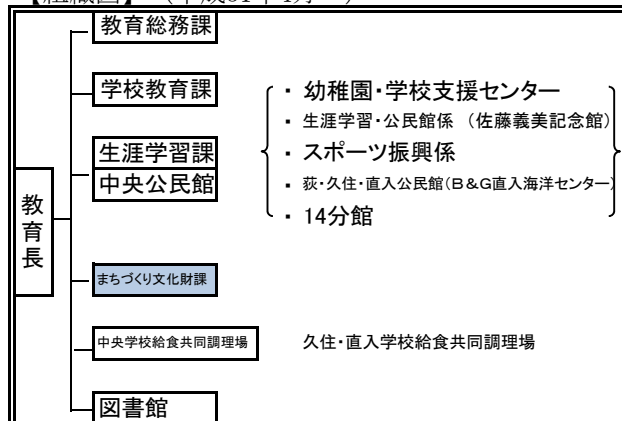 教育総務課
学校教育課
生涯学習課
中央公民館
・ 幼稚園・学校支援センター
・ 生涯学習・公民館係 (佐藤義美記念館)
・ スポーツ振興係
・ 荻・久住・直入公民館(B&G直入海洋センター)
・ 14分館
教育長
まちづくり文化財課
中央学校給食共同調理場
久住・直入学校給食共同調理場
図書館